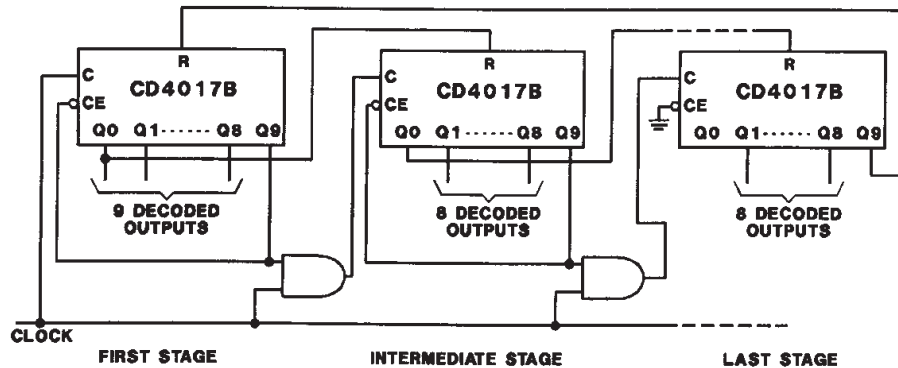 R
C
CD4017B
CE
Q0 Q1 ------ Q8 Q9
9 DECODED
OUTPUTS
R
C
CD4017B
CE
Q0 Q1 ------ Q8 Q9
8 DECODED
OUTPUTS
R
C
CD4017B
CE
Q0 Q1 ------ Q8 Q9
8 DECODED
OUTPUTS
CLOCK
FIRST STAGE
INTERMEDIATE STAGE
LAST STAGE